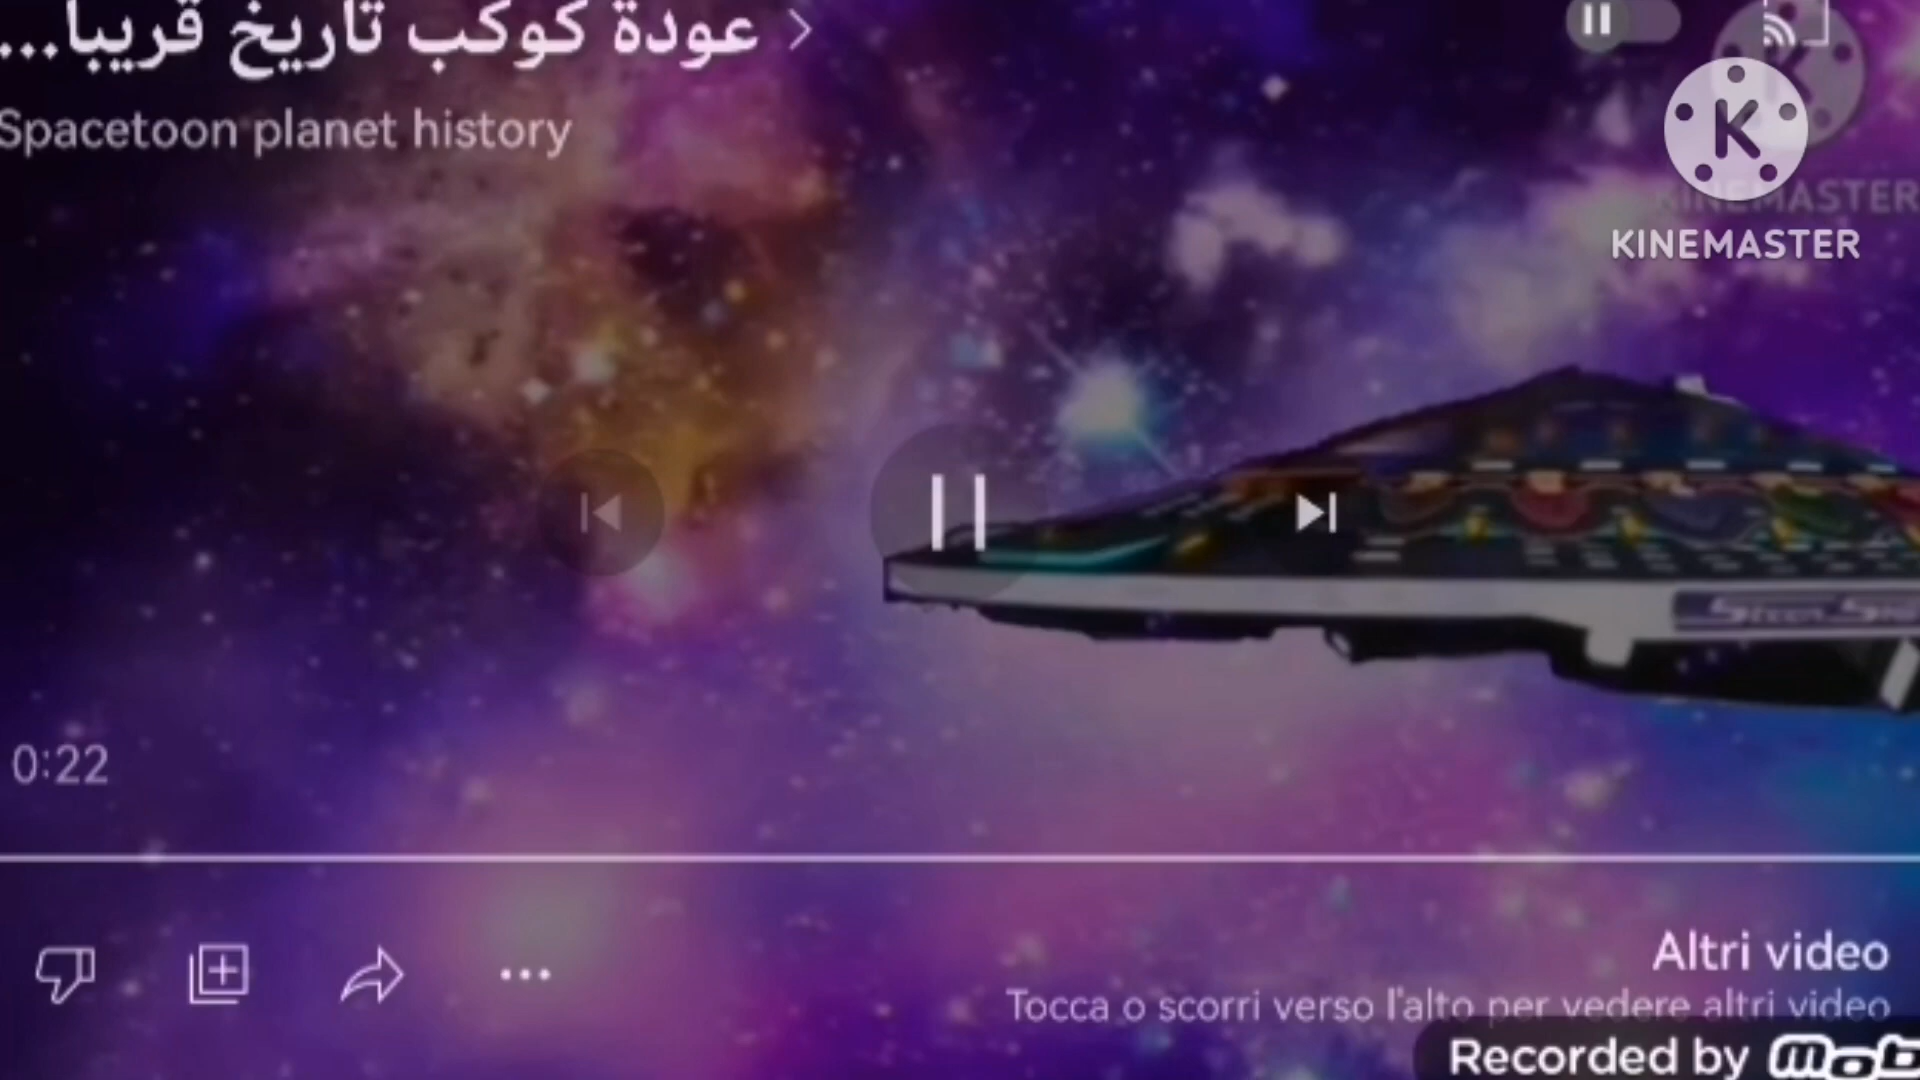 عودة كوكب تاريخ قريبا...
Spacetoon planet history
K
KINEMASTER
KINEMASTER
0:22
Altri video
Tocca o scorri verso l'alto per vedere altri video
Recorded by